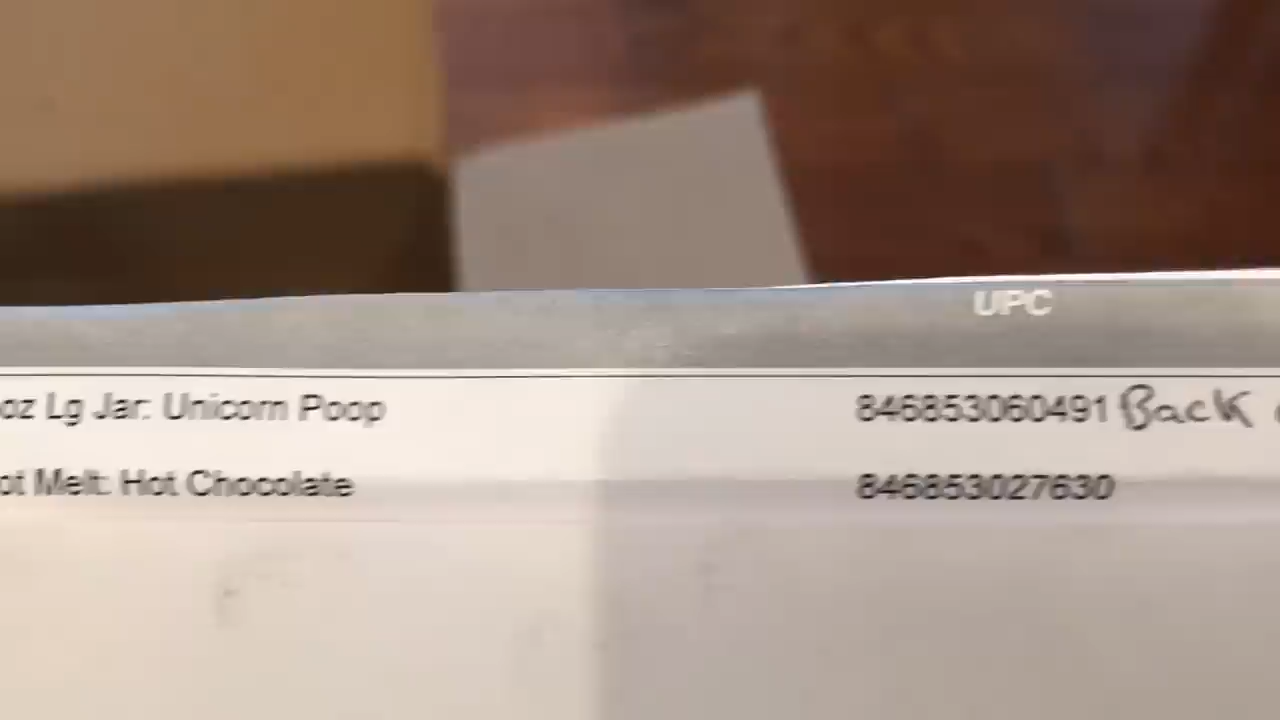 UPC
oz Lg Jar: Unicorn Poop 846853060491 Back
ot Melt: Hot Chocolate 846853027630